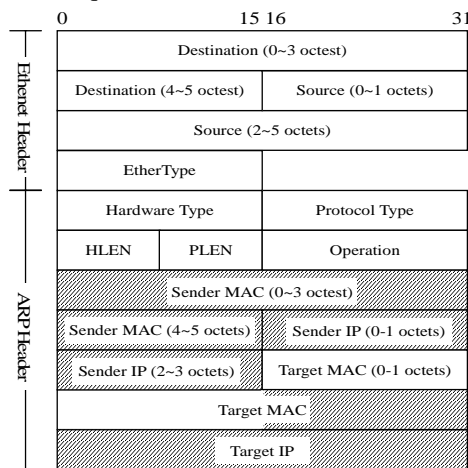 0 15 16 31
Destination (0~3 octest)
Destination (4~5 octest) Source (0~1 octets)
Source (2~5 octets)
EtherType
Ethenet Header
Hardware Type Protocol Type
HLEN PLEN Operation
Sender MAC (0~3 octest)
Sender MAC (4~5 octets) Sender IP (0-1 octets)
Sender IP (2~3 octets) Target MAC (0-1 octets)
Target MAC
Target IP
ARP Header